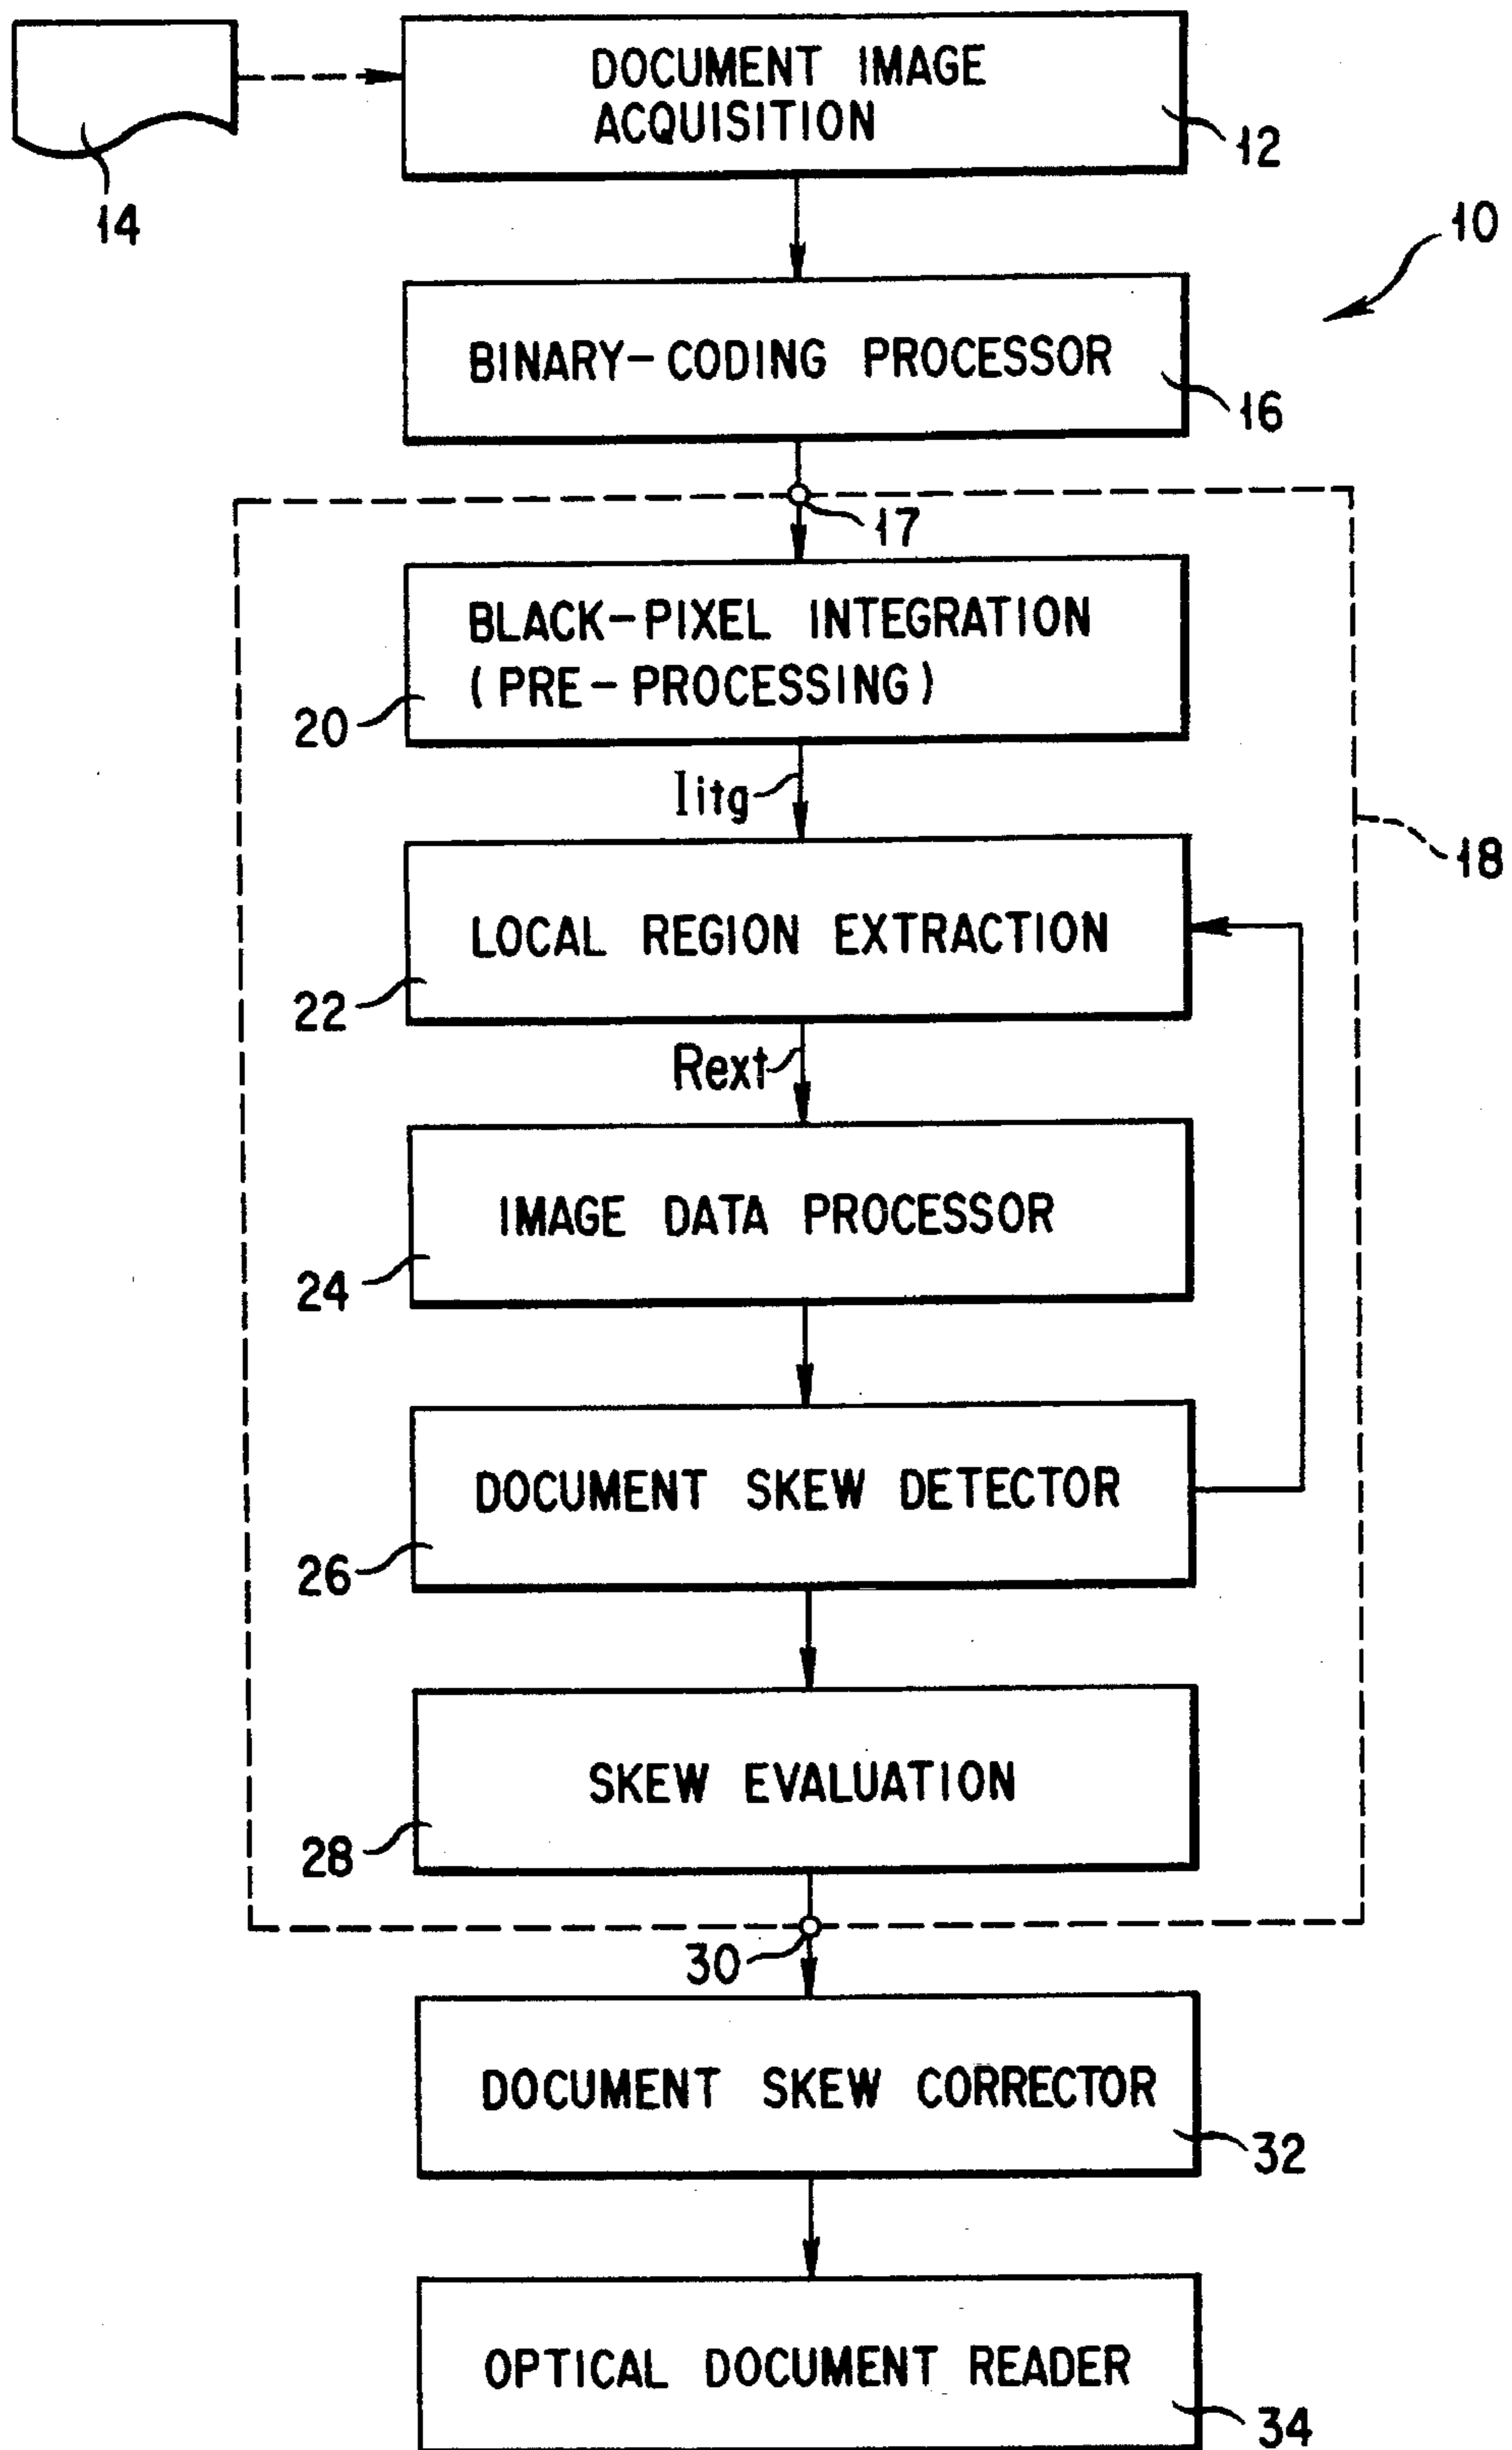 DOCUMENT IMAGE
ACQUISITION
12
14
10
BINARY-CODING PROCESSOR
16
17
BLACK-PIXEL INTEGRATION
(PRE-PROCESSING)
20
Iitg
18
LOCAL REGION EXTRACTION
22
Rext
IMAGE DATA PROCESSOR
24
DOCUMENT SKEW DETECTOR
26
SKEW EVALUATION
28
30
DOCUMENT SKEW CORRECTOR
32
OPTICAL DOCUMENT READER
34